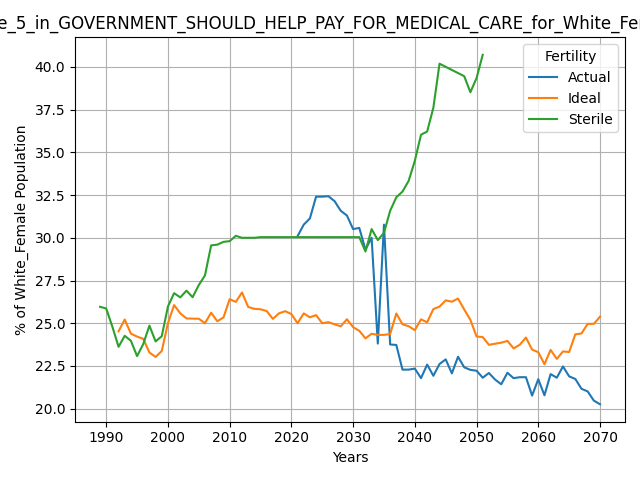 e_5_in_GOVERNMENT_SHOULD_HELP_PAY_FOR_MEDICAL_CARE_for_White_Fe
% of White_Female Population
40.0
37.5
35.0
32.5
30.0
27.5
25.0
22.5
20.0
Fertility
Actual
Ideal
Sterile
1990 2000 2010 2020 2030 2040 2050 2060 2070
Years